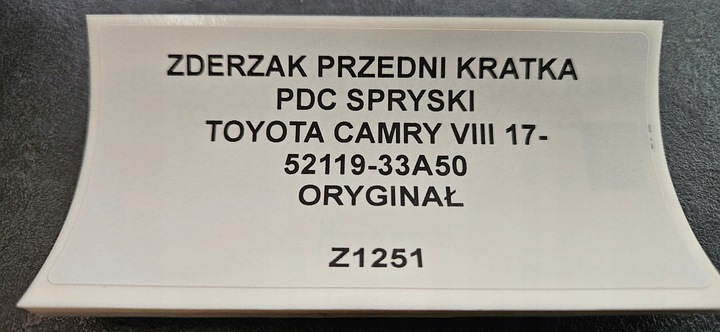 ZDERZAK PRZEDNI KRATKA
PDC SPRYSKI
TOYOTA CAMRY VIII 17-
52119-33A50
ORYGINAŁ
Z1251